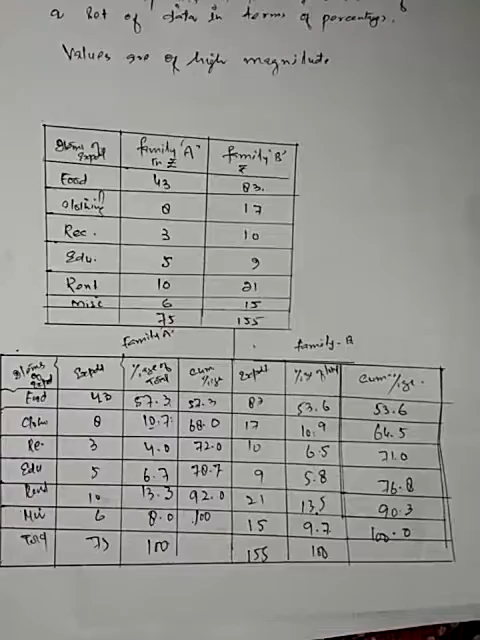 a lot of data in terms of percentages.
Values are of high magnitude
Items of Expd family 'A' in ₹ family 'B' ₹
Food 43 83.
Clothing 8 17
Rec. 3 10
Edu. 5 9
Rent 10 21
Misc 6 15
75 155
family 'A' family - B
Items of Expd Expd %age of Total cum %ge Expd % of Total cum %ge.
Food 43 57.3 57.3 83 53.6 53.6
Clothing 8 10.7 68.0 17 10.9 64.5
Re. 3 4.0 72.0 10 6.5 71.0
Edu 5 6.7 78.7 9 5.8 76.8
Rent 10 13.3 92.0 21 13.5 90.3
Misc 6 8.0 100 15 9.7 100.0
Total 75 100 155 100